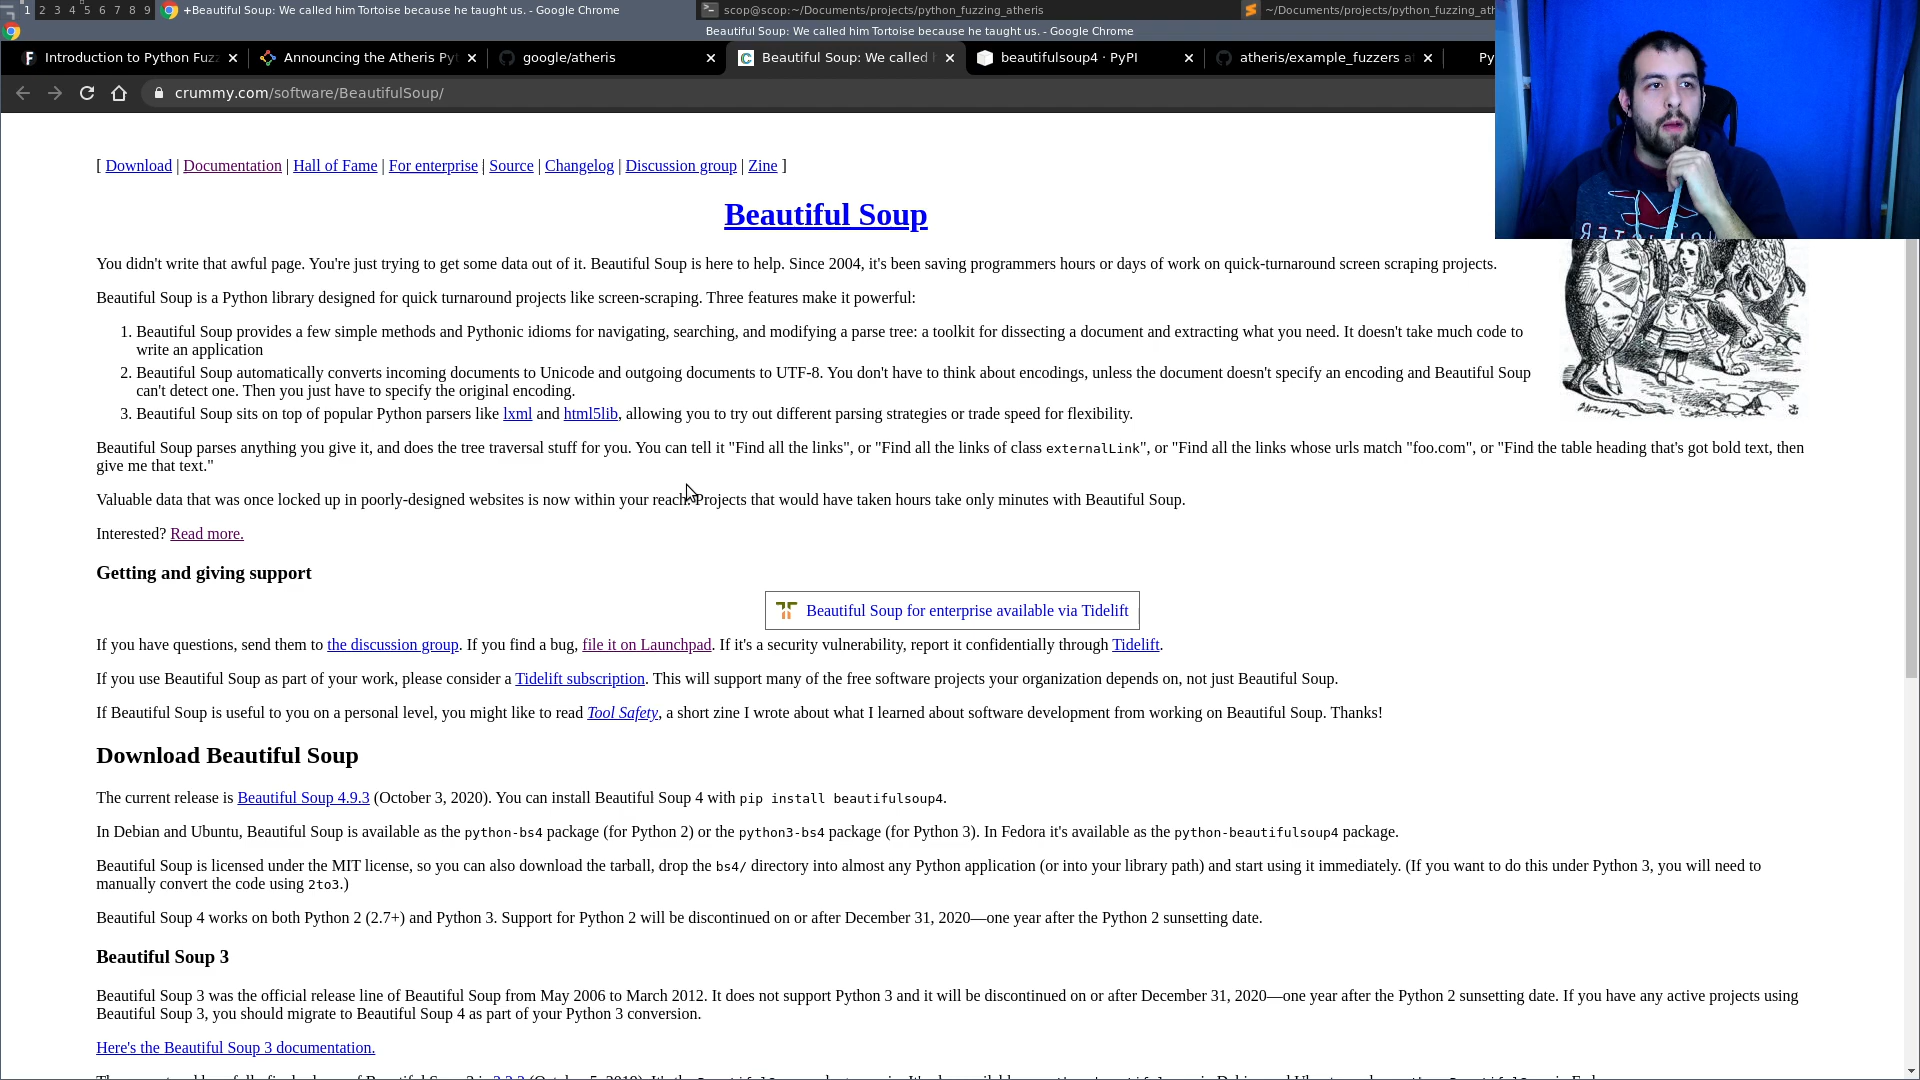 1 2 3 4 5 6 7 8 9 +Beautiful Soup: We called him Tortoise because he taught us. - Google Chrome
scop@scop:~/Documents/projects/python_fuzzing_atheris
~/Documents/projects/python_fuzzing_ath
Beautiful Soup: We called him Tortoise because he taught us. - Google Chrome
Introduction to Python Fuzz
Announcing the Atheris Pyt
google/atheris
Beautiful Soup: We called
beautifulsoup4 · PyPI
atheris/example_fuzzers a
Py
crummy.com/software/BeautifulSoup/
[ Download | Documentation | Hall of Fame | For enterprise | Source | Changelog | Discussion group | Zine ]
Beautiful Soup
You didn't write that awful page. You're just trying to get some data out of it. Beautiful Soup is here to help. Since 2004, it's been saving programmers hours or days of work on quick-turnaround screen scraping projects.
Beautiful Soup is a Python library designed for quick turnaround projects like screen-scraping. Three features make it powerful:
1. Beautiful Soup provides a few simple methods and Pythonic idioms for navigating, searching, and modifying a parse tree: a toolkit for dissecting a document and extracting what you need. It doesn't take much code to
write an application
2. Beautiful Soup automatically converts incoming documents to Unicode and outgoing documents to UTF-8. You don't have to think about encodings, unless the document doesn't specify an encoding and Beautiful Soup
can't detect one. Then you just have to specify the original encoding.
3. Beautiful Soup sits on top of popular Python parsers like lxml and html5lib, allowing you to try out different parsing strategies or trade speed for flexibility.
Beautiful Soup parses anything you give it, and does the tree traversal stuff for you. You can tell it "Find all the links", or "Find all the links of class externalLink", or "Find all the links whose urls match "foo.com", or "Find the table heading that's got bold text, then
give me that text."
Valuable data that was once locked up in poorly-designed websites is now within your reach. Projects that would have taken hours take only minutes with Beautiful Soup.
Interested? Read more.
Getting and giving support
Beautiful Soup for enterprise available via Tidelift
If you have questions, send them to the discussion group. If you find a bug, file it on Launchpad. If it's a security vulnerability, report it confidentially through Tidelift.
If you use Beautiful Soup as part of your work, please consider a Tidelift subscription. This will support many of the free software projects your organization depends on, not just Beautiful Soup.
If Beautiful Soup is useful to you on a personal level, you might like to read Tool Safety, a short zine I wrote about what I learned about software development from working on Beautiful Soup. Thanks!
Download Beautiful Soup
The current release is Beautiful Soup 4.9.3 (October 3, 2020). You can install Beautiful Soup 4 with pip install beautifulsoup4.
In Debian and Ubuntu, Beautiful Soup is available as the python-bs4 package (for Python 2) or the python3-bs4 package (for Python 3). In Fedora it's available as the python-beautifulsoup4 package.
Beautiful Soup is licensed under the MIT license, so you can also download the tarball, drop the bs4/ directory into almost any Python application (or into your library path) and start using it immediately. (If you want to do this under Python 3, you will need to
manually convert the code using 2to3.)
Beautiful Soup 4 works on both Python 2 (2.7+) and Python 3. Support for Python 2 will be discontinued on or after December 31, 2020—one year after the Python 2 sunsetting date.
Beautiful Soup 3
Beautiful Soup 3 was the official release line of Beautiful Soup from May 2006 to March 2012. It does not support Python 3 and it will be discontinued on or after December 31, 2020—one year after the Python 2 sunsetting date. If you have any active projects using
Beautiful Soup 3, you should migrate to Beautiful Soup 4 as part of your Python 3 conversion.
Here's the Beautiful Soup 3 documentation.